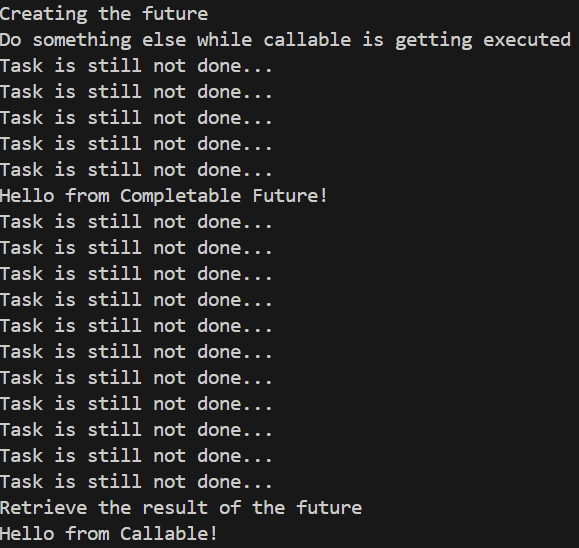 Creating the future
Do something else while callable is getting executed
Task is still not done...
Task is still not done...
Task is still not done...
Task is still not done...
Task is still not done...
Hello from Completable Future!
Task is still not done...
Task is still not done...
Task is still not done...
Task is still not done...
Task is still not done...
Task is still not done...
Task is still not done...
Task is still not done...
Task is still not done...
Task is still not done...
Task is still not done...
Retrieve the result of the future
Hello from Callable!